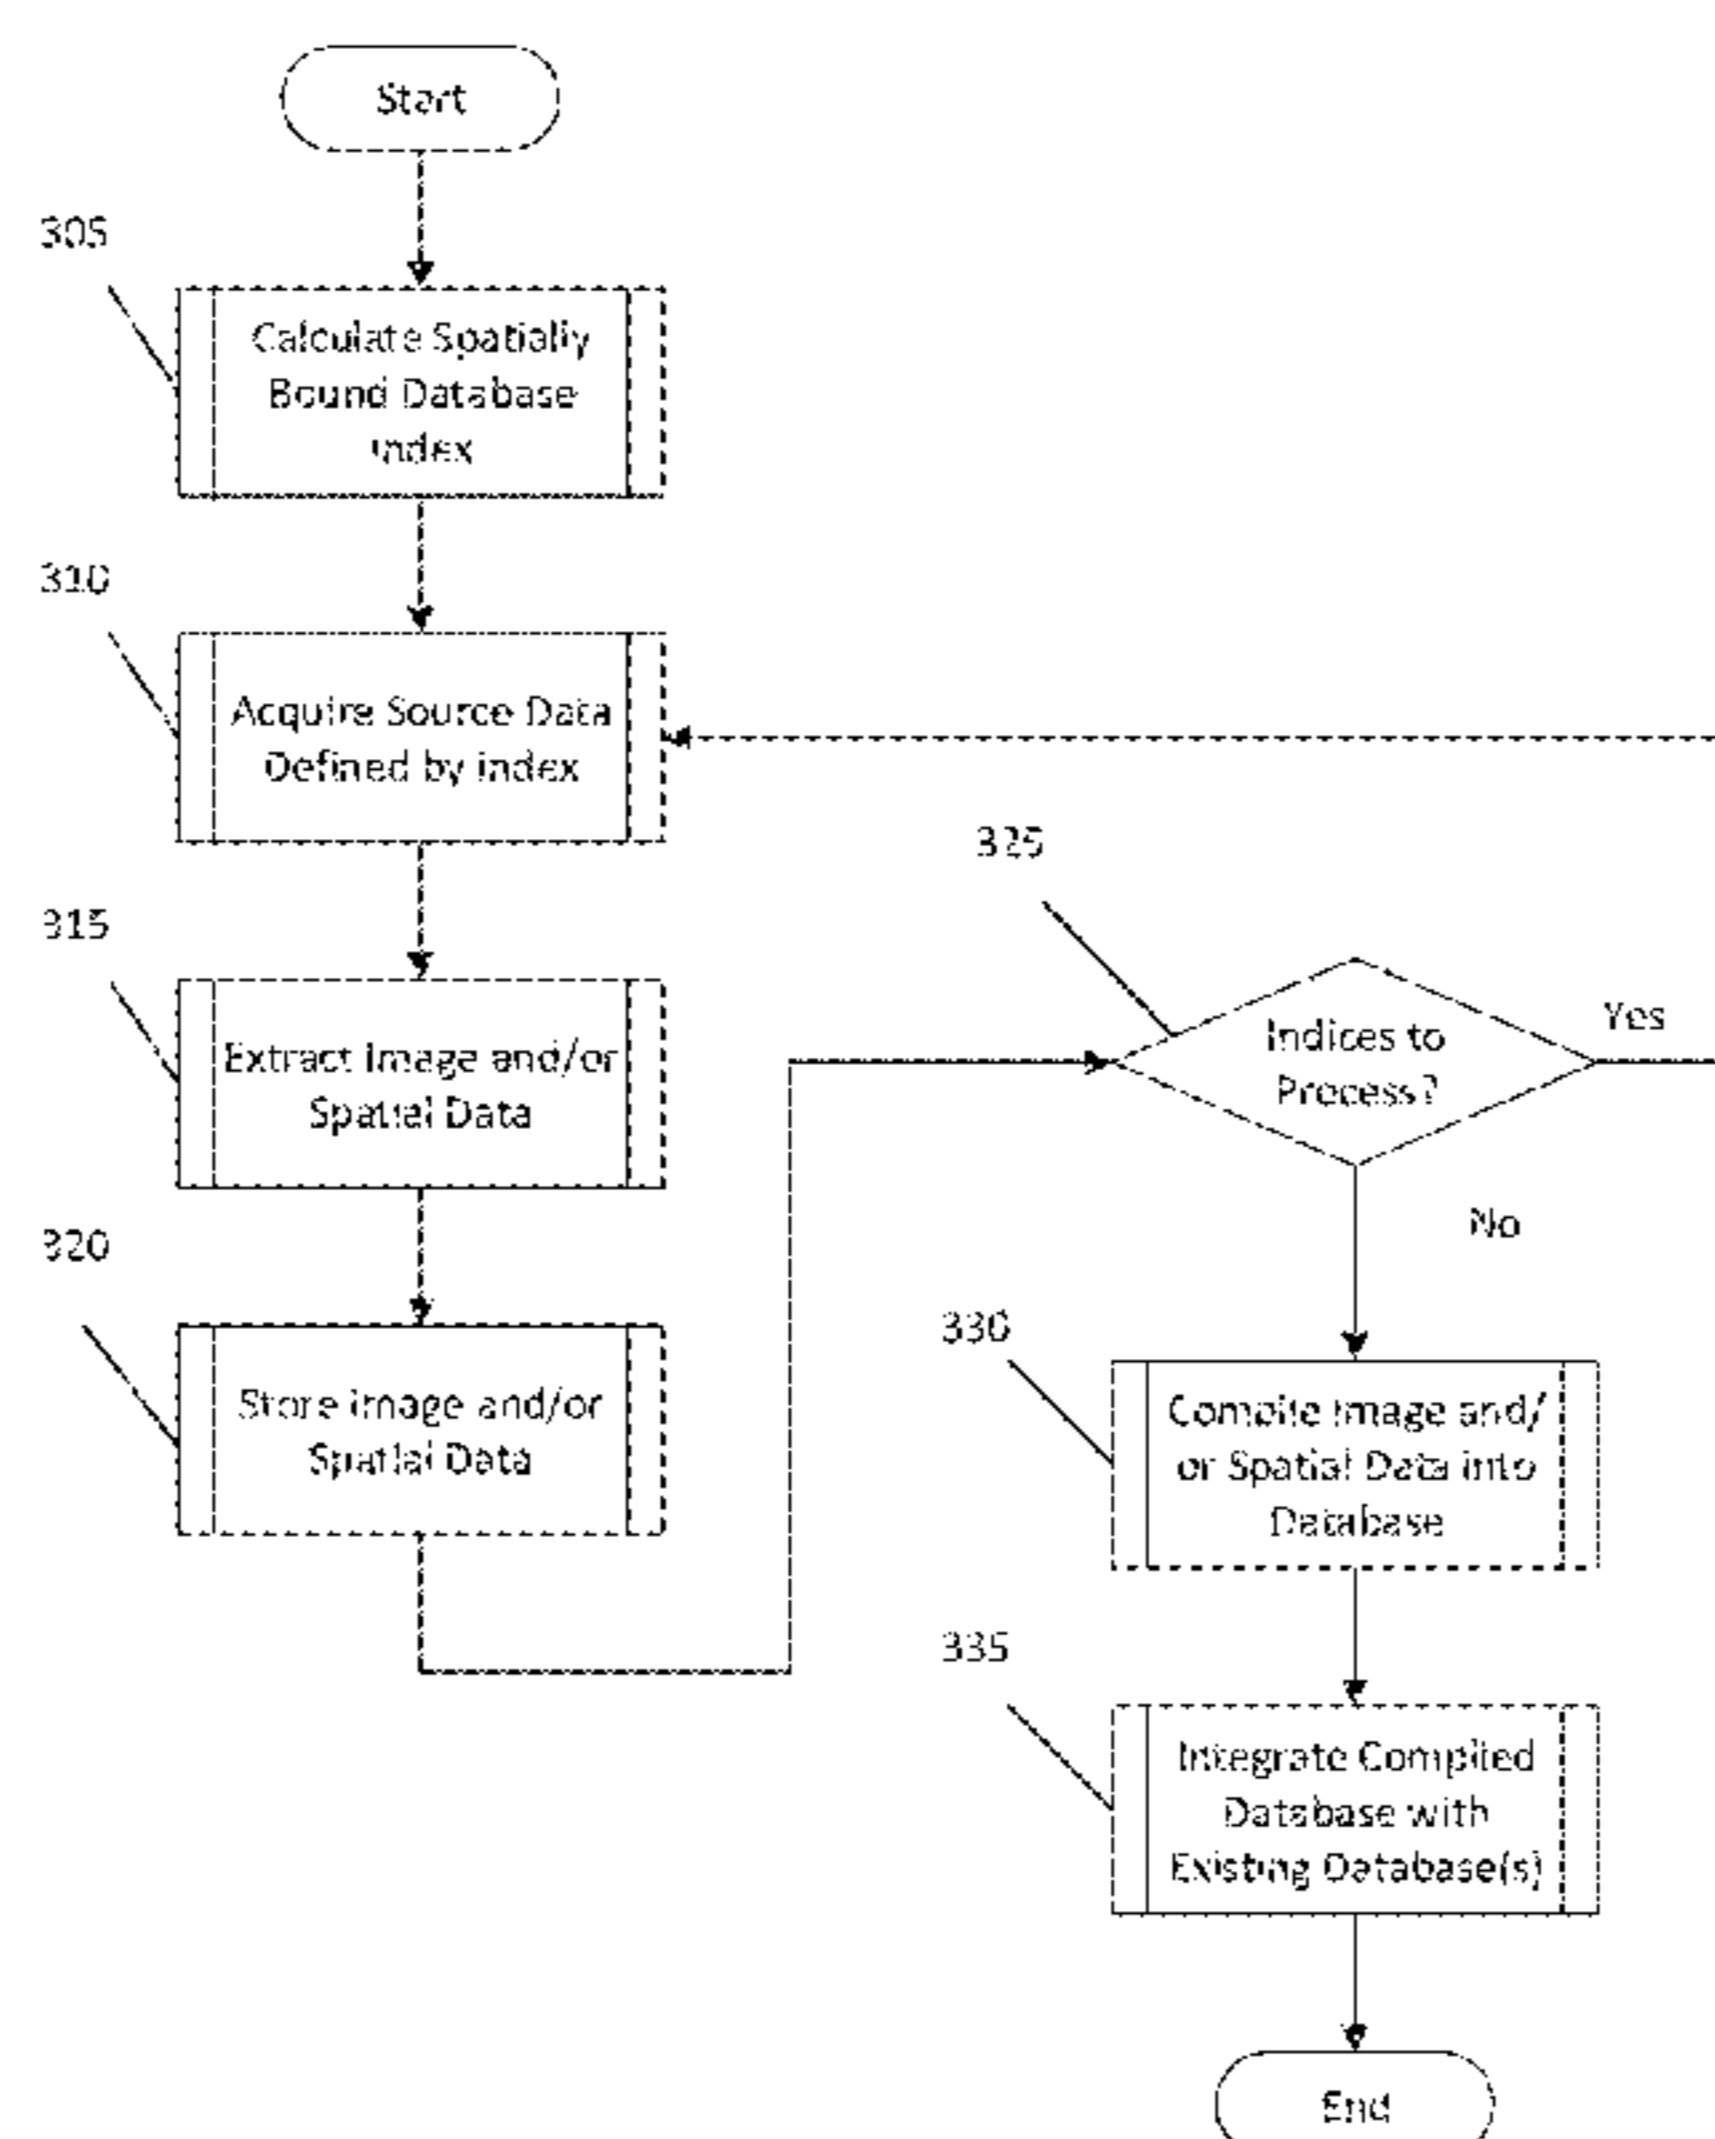 Start
305
Calculate Spatially
Bound Database
Index
310
Acquire Source Data
Defined by Index
315
Extract Image and/or
Spatial Data
320
Store Image and/or
Spatial Data
325
Indices to
Process?
Yes
No
330
Compile Image and/
or Spatial Data into
Database
335
Integrate Compiled
Database with
Existing Database(s)
End